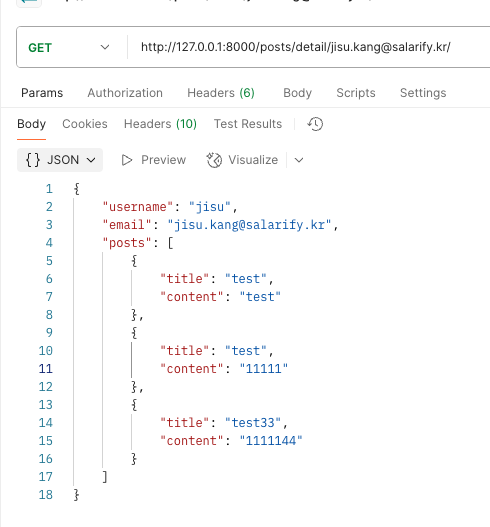 GET http://127.0.0.1:8000/posts/detail/jisu.kang@salarify.kr/
Params Authorization Headers (6) Body Scripts Settings
Body Cookies Headers (10) Test Results
{} JSON Preview Visualize
1 {
2 "username": "jisu",
3 "email": "jisu.kang@salarify.kr",
4 "posts": [
5 {
6 "title": "test",
7 "content": "test"
8 },
9 {
10 "title": "test",
11 "content": "11111"
12 },
13 {
14 "title": "test33",
15 "content": "1111144"
16 }
17 ]
18 }